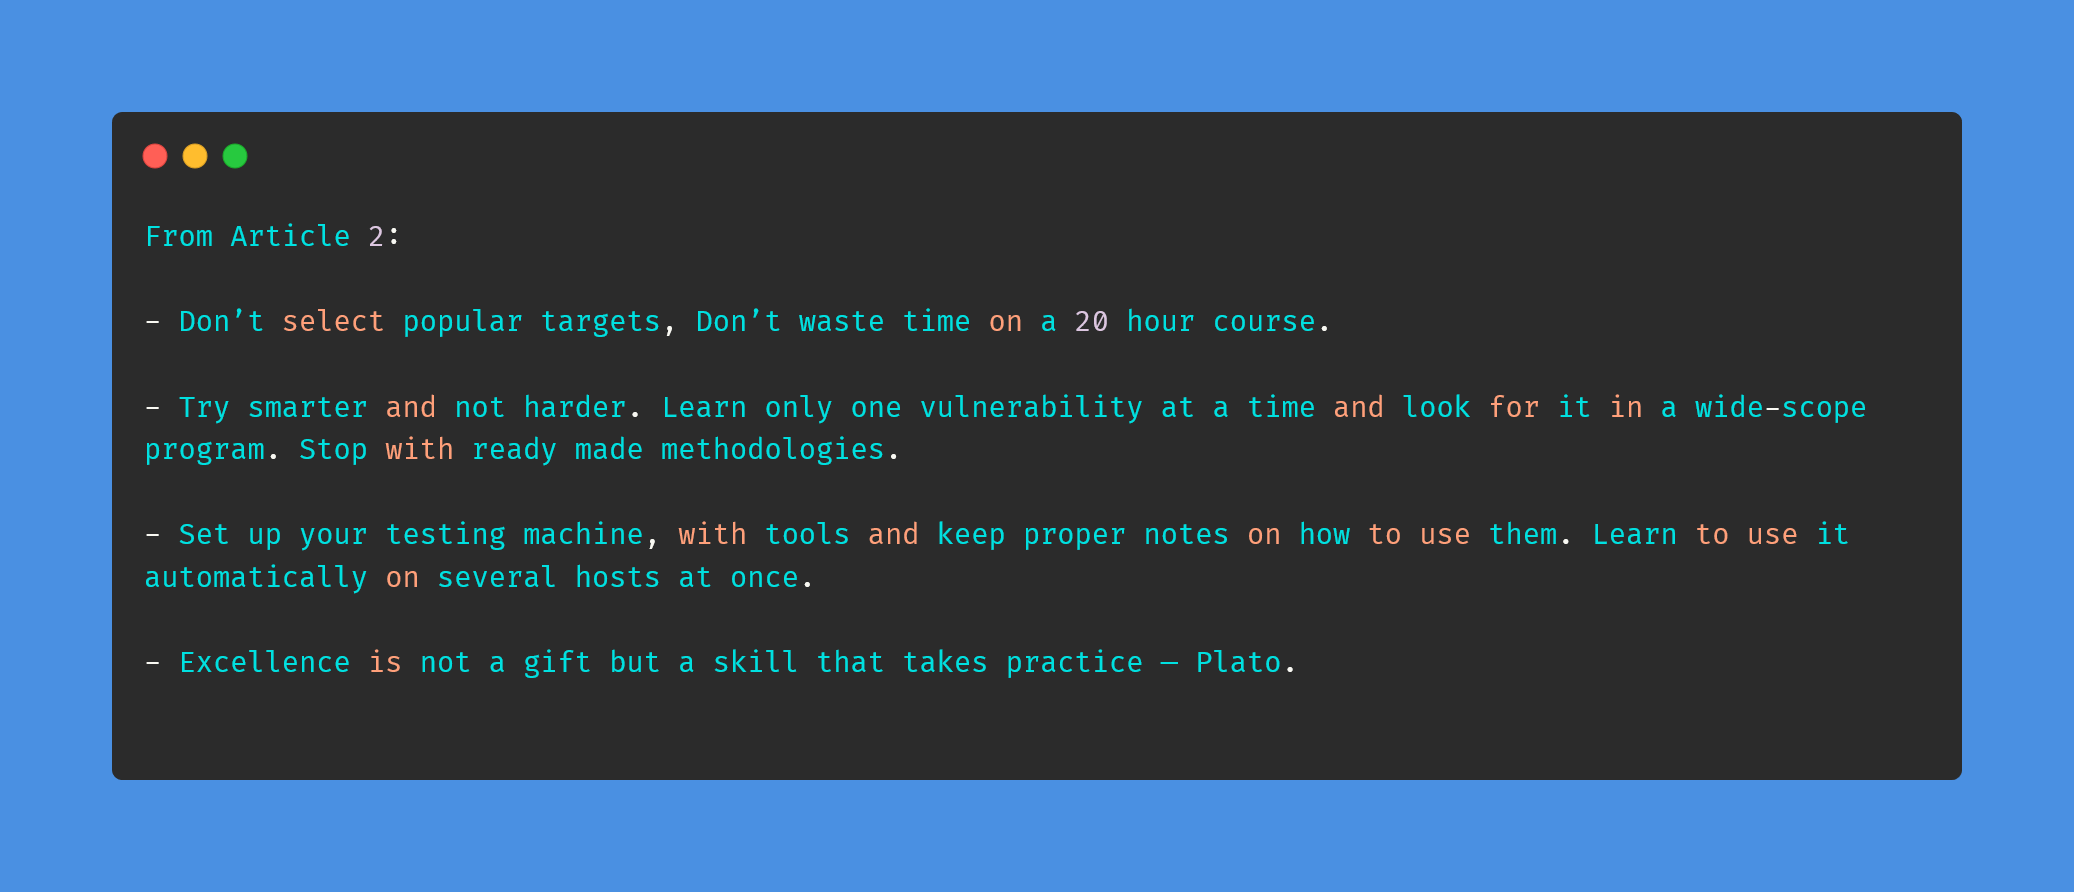 From Article 2:
- Don’t select popular targets, Don’t waste time on a 20 hour course.
- Try smarter and not harder. Learn only one vulnerability at a time and look for it in a wide-scope
program. Stop with ready made methodologies.
- Set up your testing machine, with tools and keep proper notes on how to use them. Learn to use it
automatically on several hosts at once.
- Excellence is not a gift but a skill that takes practice — Plato.